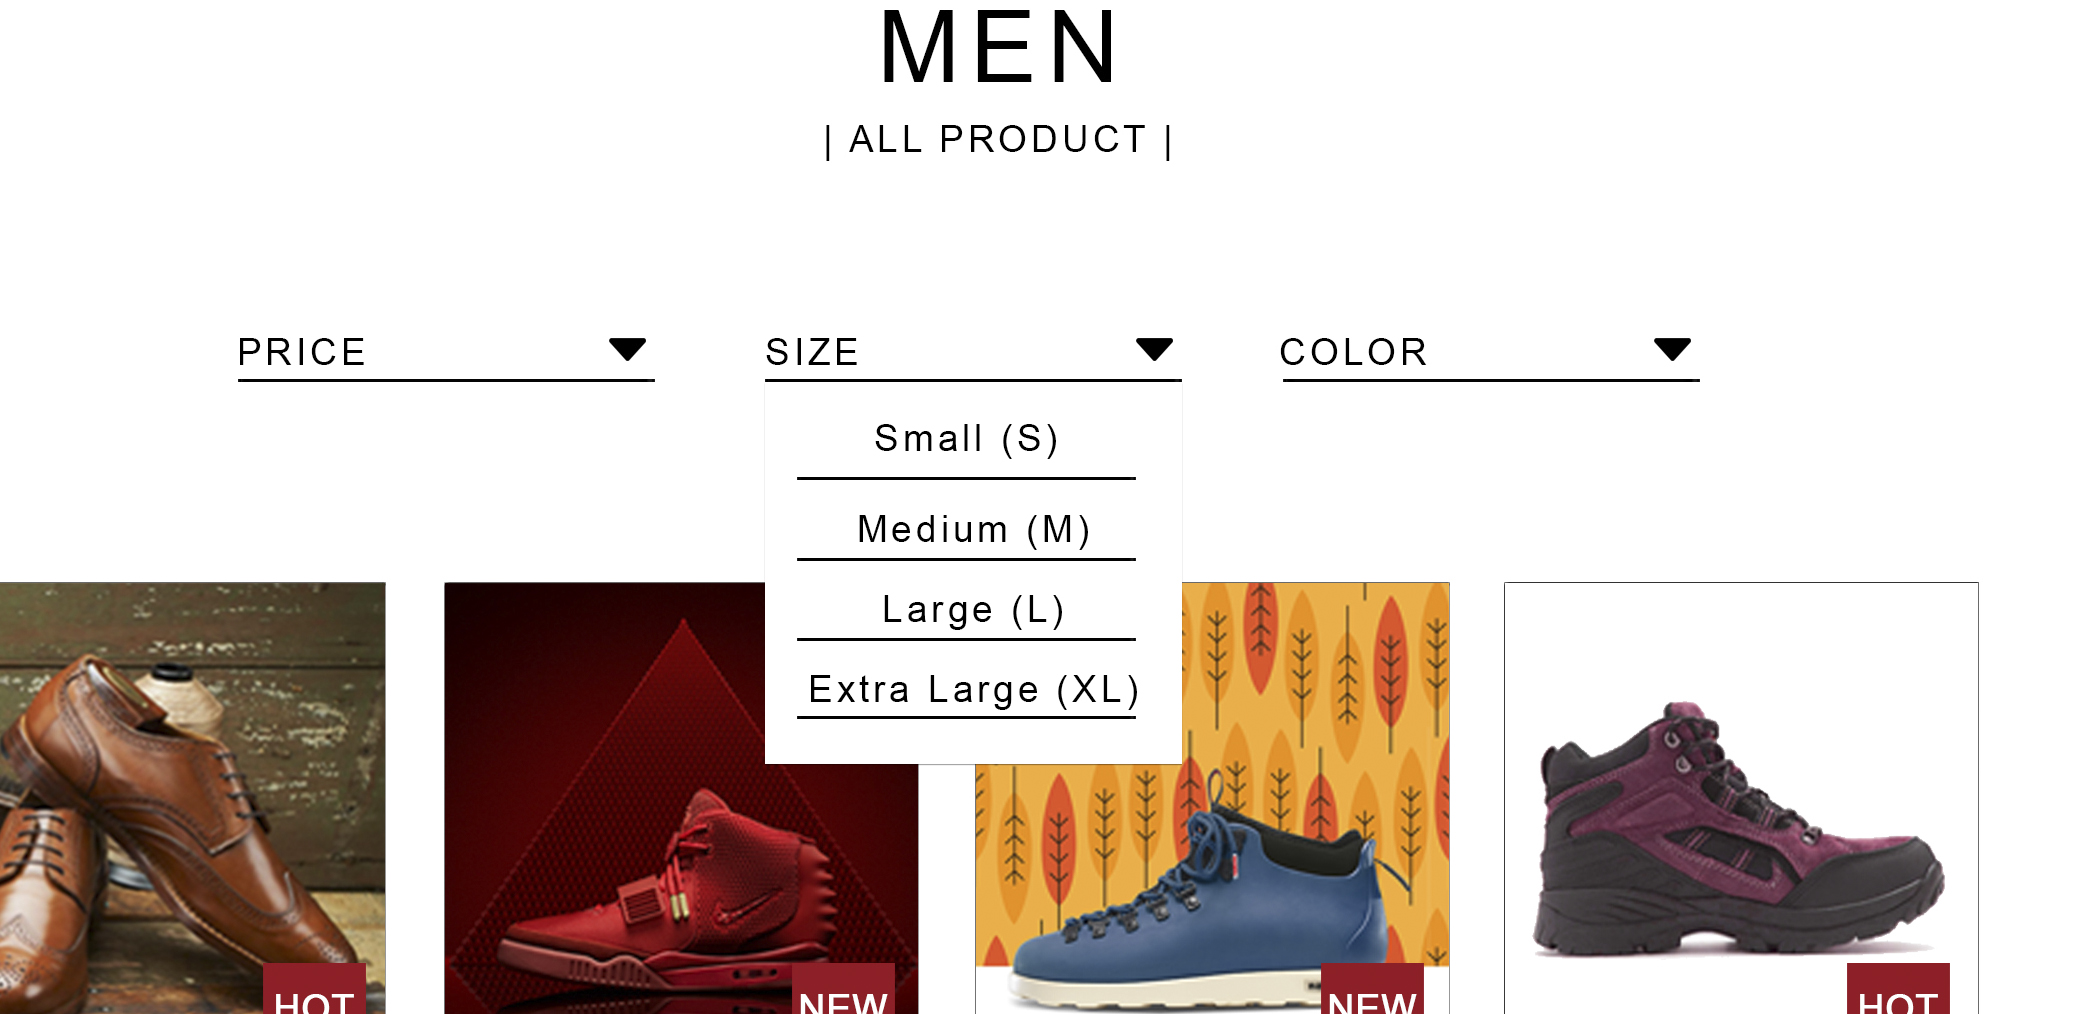 MEN
| ALL PRODUCT |
PRICE
SIZE
COLOR
Small (S)
Medium (M)
Large (L)
Extra Large (XL)
HOT
NEW
NEW
HOT